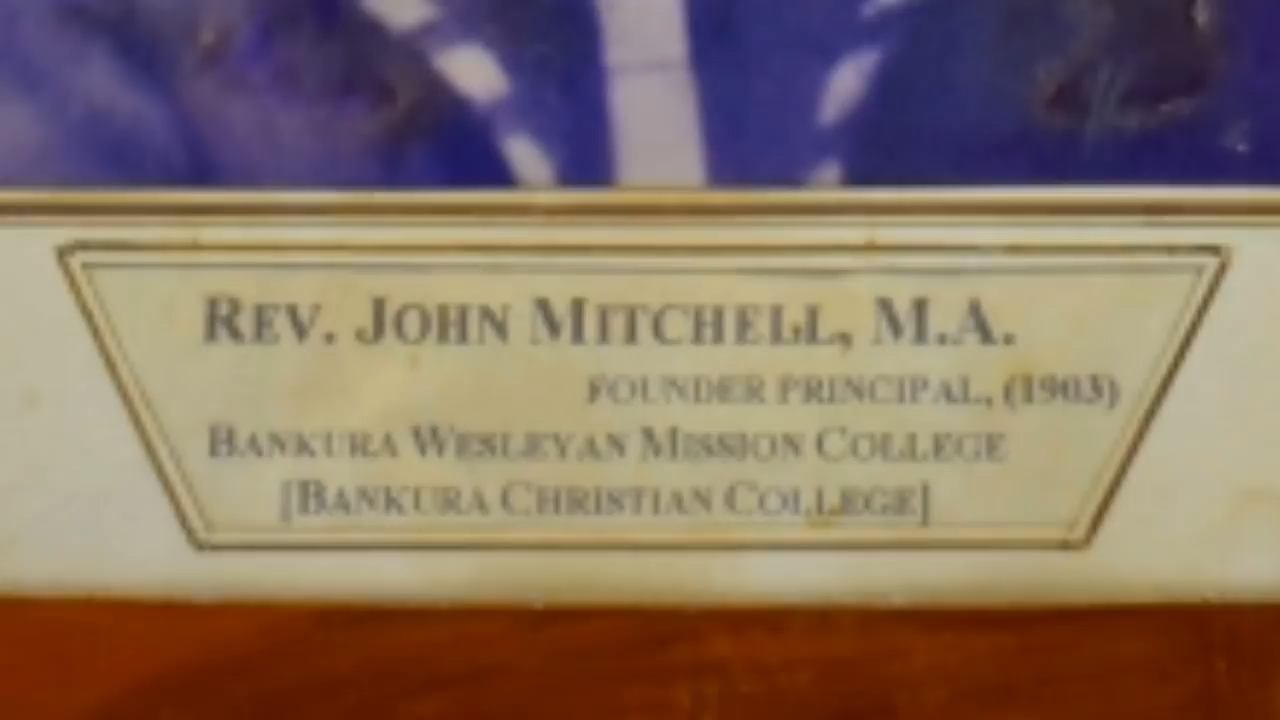 REV. JOHN MITCHELL, M.A.
FOUNDER PRINCIPAL, (1903)
BANKURA WESLEYAN MISSION COLLEGE
[BANKURA CHRISTIAN COLLEGE]